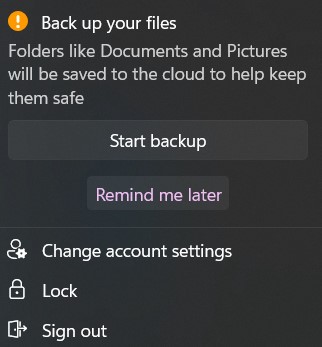 Back up your files
Folders like Documents and Pictures
will be saved to the cloud to help keep
them safe
Start backup
Remind me later
Change account settings
Lock
Sign out